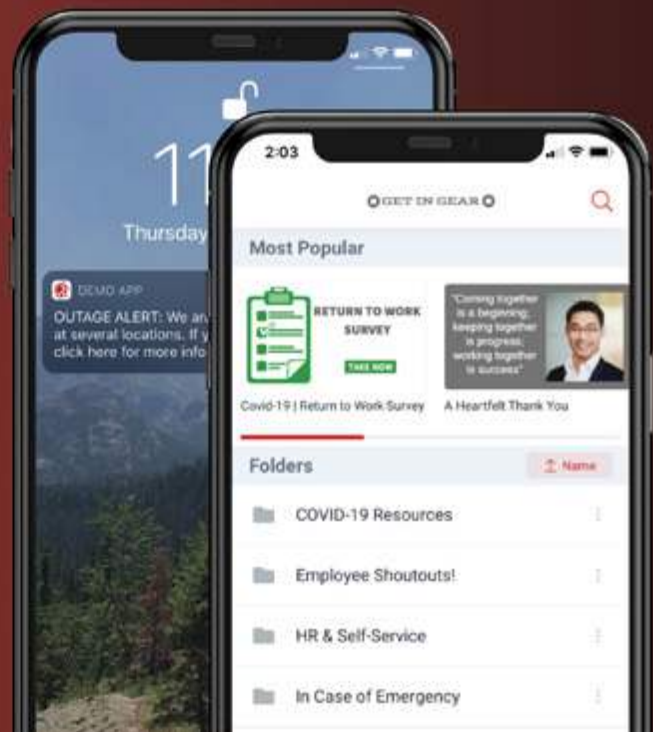 11
Thursday
DEMO APP
OUTAGE ALERT: We
at several locations. If
click here for more info
2:03
GET IN GEAR
Most Popular
RETURN TO WORK
SURVEY
TAKE NOW
Covid-19 | Return to Work Survey
"Coming together
is a beginning;
keeping together
is progress;
working together
is success"
A Heartfelt Thank You
Folders
Name
COVID-19 Resources
Employee Shoutouts!
HR & Self-Service
In Case of Emergency